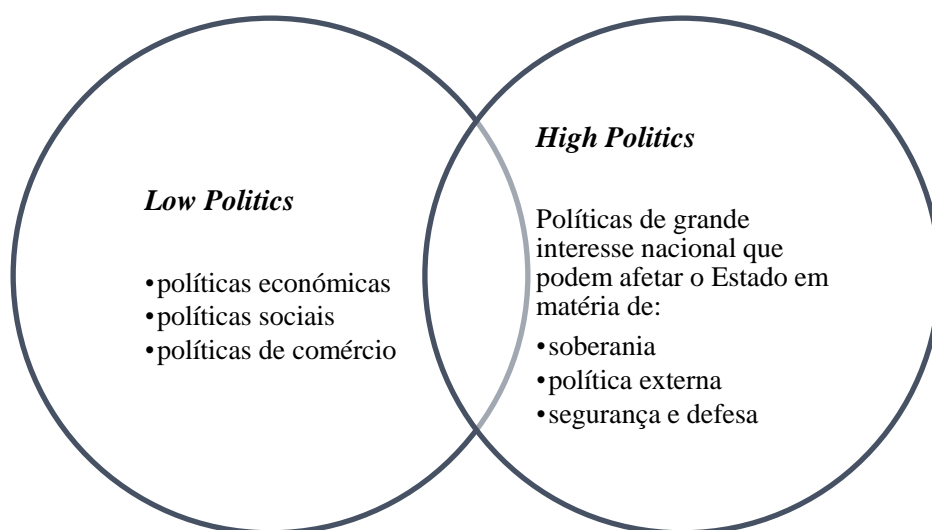 Low Politics
•políticas económicas
•políticas sociais
•políticas de comércio
High Politics
Políticas de grande
interesse nacional que
podem afetar o Estado em
matéria de:
•soberania
•política externa
•segurança e defesa